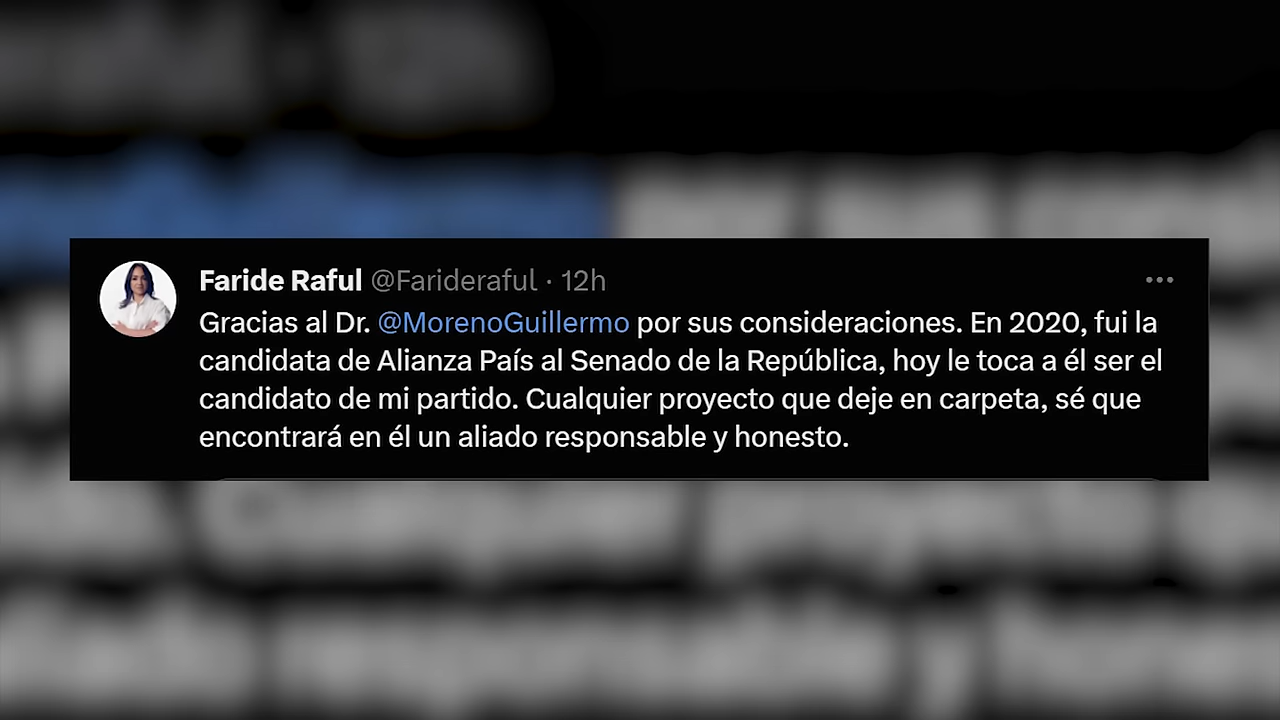 Faride Raful @Farideraful · 12h
Gracias al Dr. @MorenoGuillermo por sus consideraciones. En 2020, fui la
candidata de Alianza País al Senado de la República, hoy le toca a él ser el
candidato de mi partido. Cualquier proyecto que deje en carpeta, sé que
encontrará en él un aliado responsable y honesto.